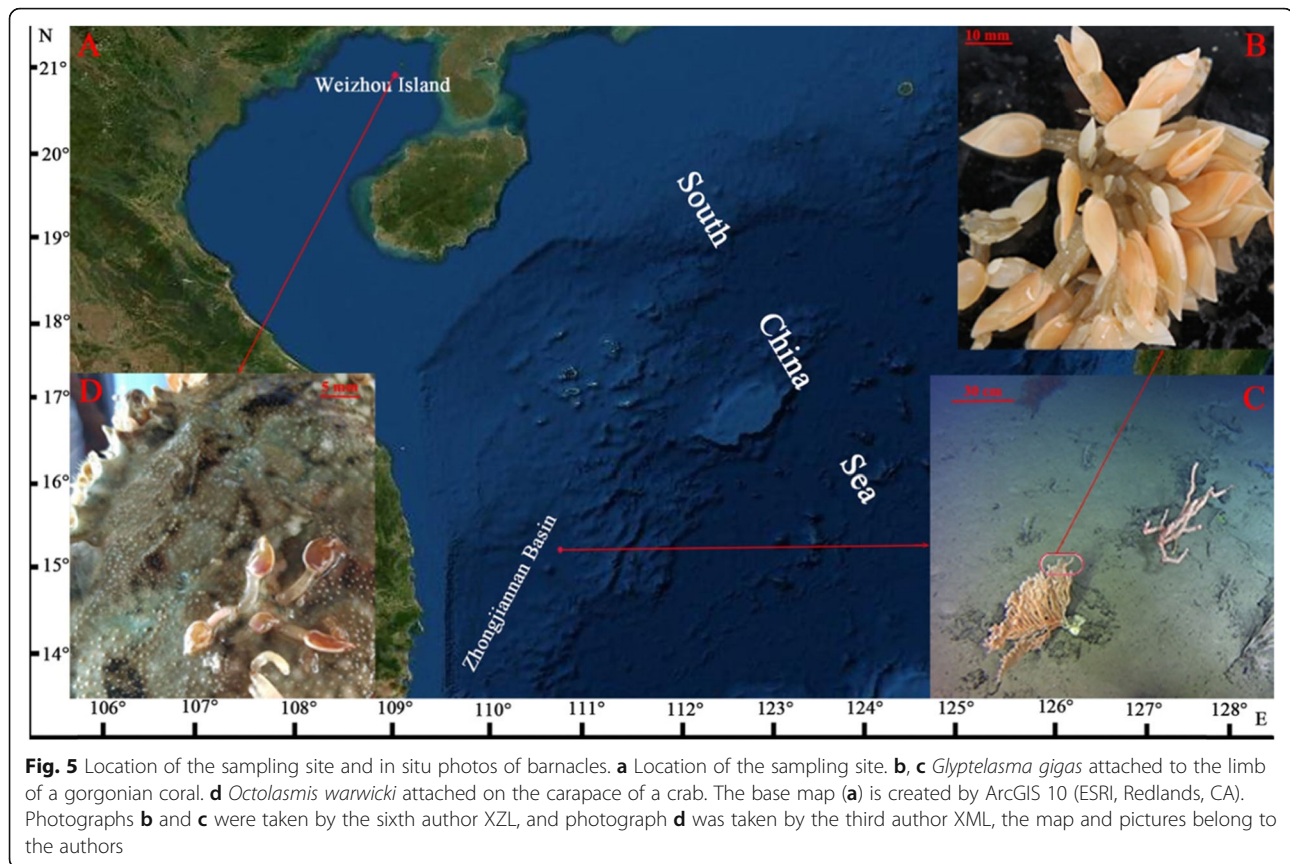 N
A
21°
Weizhou Island
20°
19°
18°
17°
16°
15°
14°
South
China
Sea
Zhongjiannan Basin
B
10 mm
C
30 cm
D
5 mm
106° 107° 108° 109° 110° 111° 112° 123° 124° 125° 126° 127° 128° E
Fig. 5 Location of the sampling site and in situ photos of barnacles. a Location of the sampling site. b, c Glyptelasma gigas attached to the limb
of a gorgonian coral. d Octolasmis warwicki attached on the carapace of a crab. The base map (a) is created by ArcGIS 10 (ESRI, Redlands, CA).
Photographs b and c were taken by the sixth author XZL, and photograph d was taken by the third author XML, the map and pictures belong to
the authors